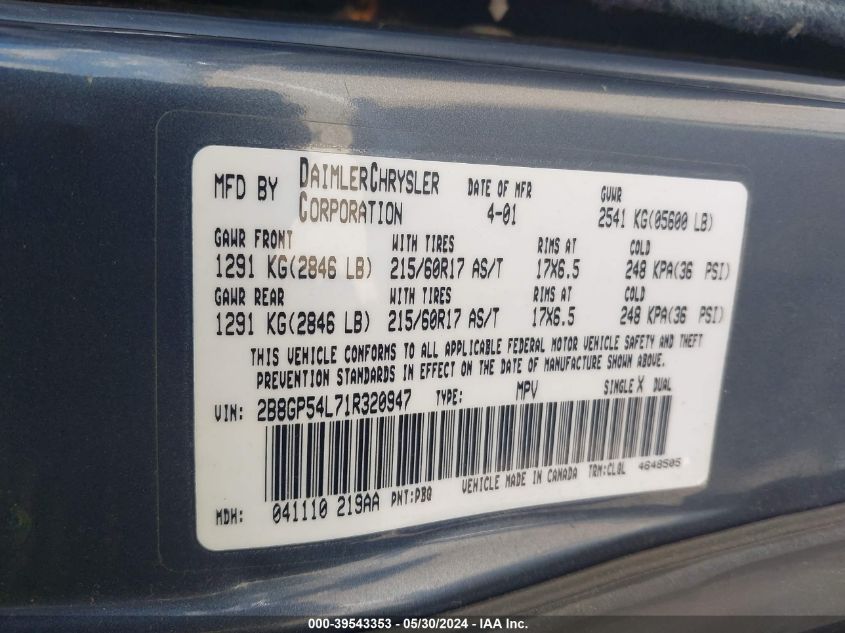 MFD BY DAIMLERCHRYSLER CORPORATION DATE OF MFR 4-01 GVWR 2541 KG(05600 LB)
GAWR FRONT WITH TIRES RIMS AT COLD
1291 KG(2846 LB) 215/60R17 AS/T 17X6.5 248 KPA(36 PSI)
GAWR REAR WITH TIRES RIMS AT COLD
1291 KG(2846 LB) 215/60R17 AS/T 17X6.5 248 KPA(36 PSI)
THIS VEHICLE CONFORMS TO ALL APPLICABLE FEDERAL MOTOR VEHICLE SAFETY AND THEFT
PREVENTION STANDARDS IN EFFECT ON THE DATE OF MANUFACTURE SHOWN ABOVE.
VIN: 2B8GP54L71R320947 TYPE: MPV SINGLE X DUAL
MDH: 041110 219AA PNT:PBQ VEHICLE MADE IN CANADA TRM:CLQL 4648505
000-39543353 - 05/30/2024 - IAA Inc.